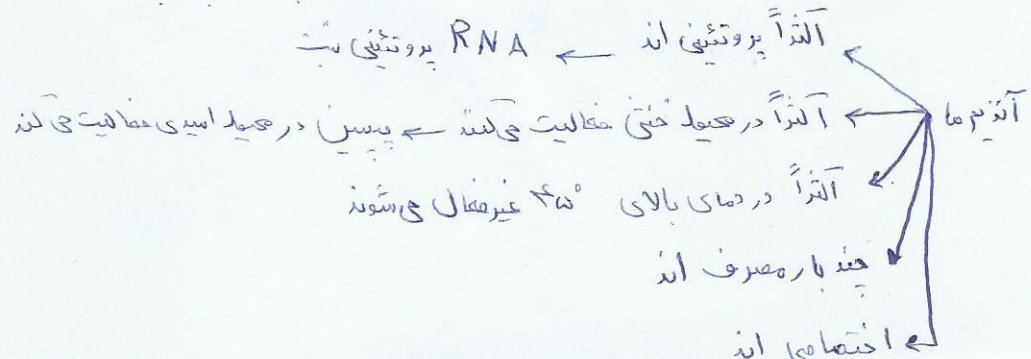 اکثراً پروتئینی اند ← RNA پروتئینی نیست
آنزیم ها ← اکثراً در محیط خنثی فعالیت می‌کنند ← پپسین در محیط اسیدی فعالیت می کند
اکثراً در دمای بالای ۴۵° غیرفعال می‌شوند
چند بار مصرف اند
اختصاصی اند